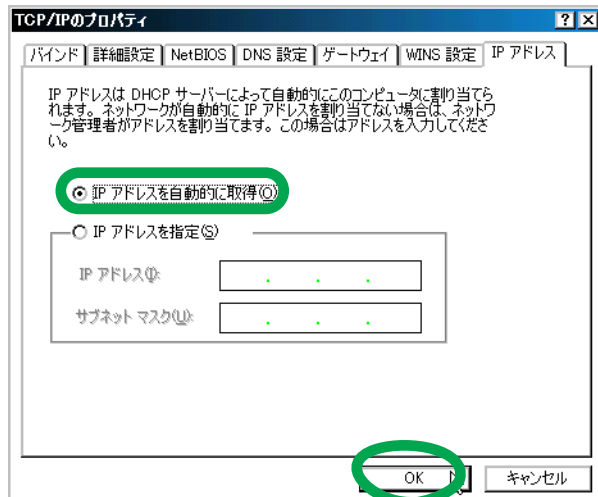 TCP/IPのプロパティ
バインド 詳細設定 NetBIOS DNS 設定 ゲートウェイ WINS 設定 IP アドレス
IP アドレスは DHCP サーバーによって自動的にこのコンピュータに割り当てら
れます。ネットワークが自動的に IP アドレスを割り当てない場合は、ネットワ
ーク管理者がアドレスを割り当てます。この場合はアドレスを入力してくださ
い。
IP アドレスを自動的に取得(O)
IP アドレスを指定(S)
IP アドレス(I):
サブネット マスク(U):
OK キャンセル